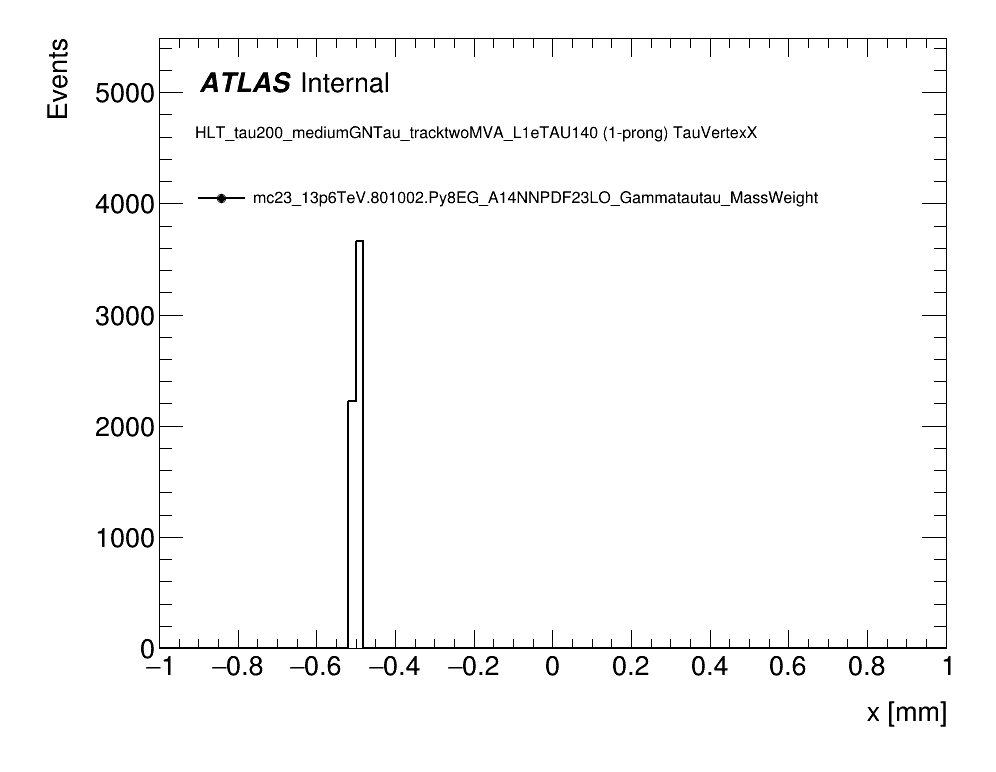 Events
5000
4000
3000
2000
1000
0
ATLAS Internal
HLT_tau200_mediumGNTau_tracktwoMVA_L1eTAU140 (1-prong) TauVertexX
mc23_13p6TeV.801002.Py8EG_A14NNPDF23LO_Gammatautau_MassWeight
−1 −0.8 −0.6 −0.4 −0.2 0 0.2 0.4 0.6 0.8 1
x [mm]